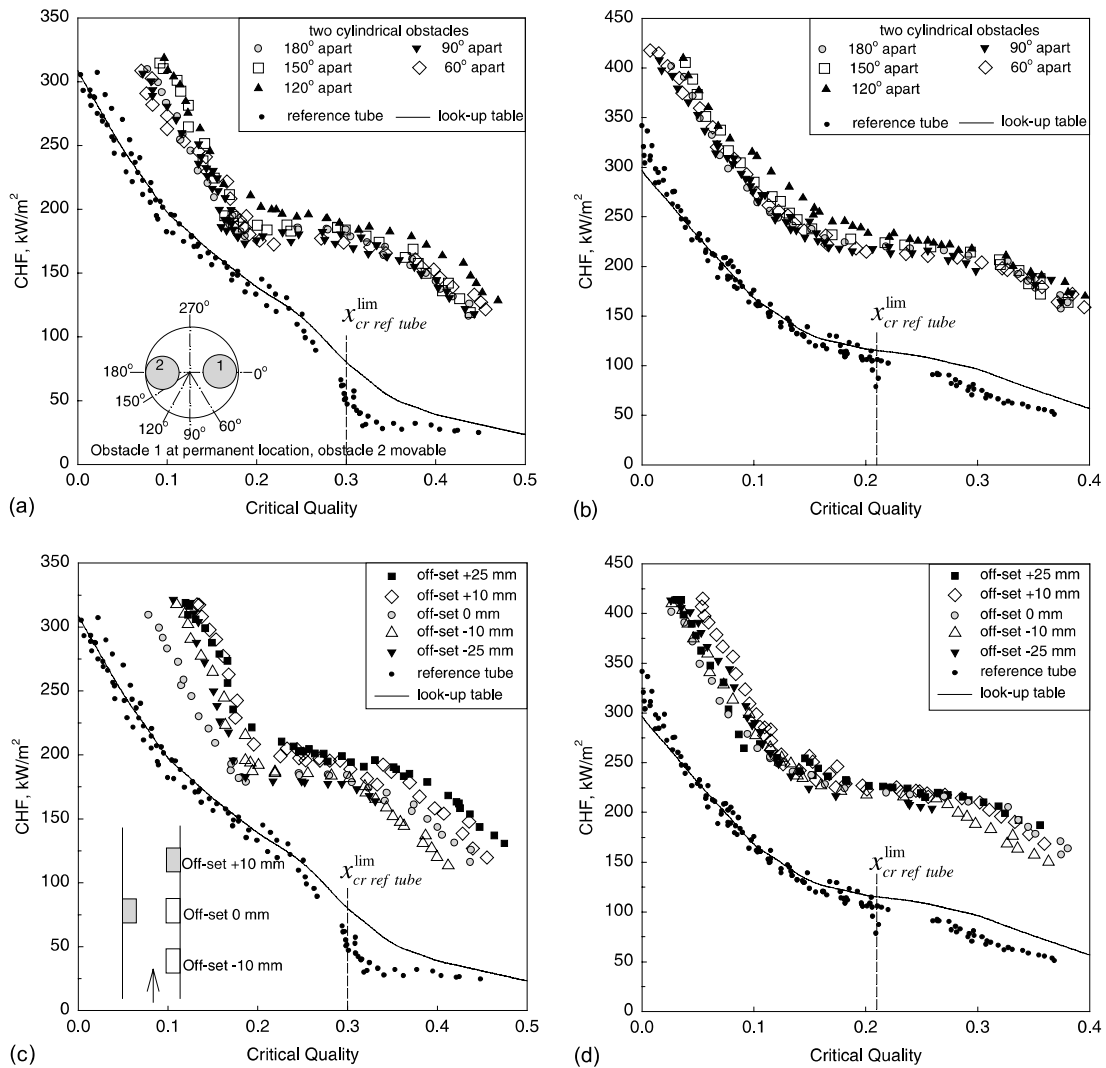 two cylindrical obstacles
180° apart
90° apart
150° apart
60° apart
120° apart
reference tube
look-up table
350
300
250
200
150
100
50
0
CHF, kW/m²
x lim cr ref tube
270°
2
1
180°
0°
150°
120°
90°
60°
Obstacle 1 at permanent location, obstacle 2 movable
0.0 0.1 0.2 0.3 0.4 0.5
(a)
Critical Quality
two cylindrical obstacles
180° apart
90° apart
150° apart
60° apart
120° apart
reference tube
look-up table
450
400
350
300
250
200
150
100
50
0
CHF, kW/m²
x lim cr ref tube
0.0 0.1 0.2 0.3 0.4
(b)
Critical Quality
off-set +25 mm
off-set +10 mm
off-set 0 mm
off-set -10 mm
off-set -25 mm
reference tube
look-up table
350
300
250
200
150
100
50
0
CHF, kW/m²
x lim cr ref tube
Off-set +10 mm
Off-set 0 mm
Off-set -10 mm
0.0 0.1 0.2 0.3 0.4 0.5
(c)
Critical Quality
off-set +25 mm
off-set +10 mm
off-set 0 mm
off-set -10 mm
off-set -25 mm
reference tube
look-up table
450
400
350
300
250
200
150
100
50
0
CHF, kW/m²
x lim cr ref tube
0.0 0.1 0.2 0.3 0.4
(d)
Critical Quality